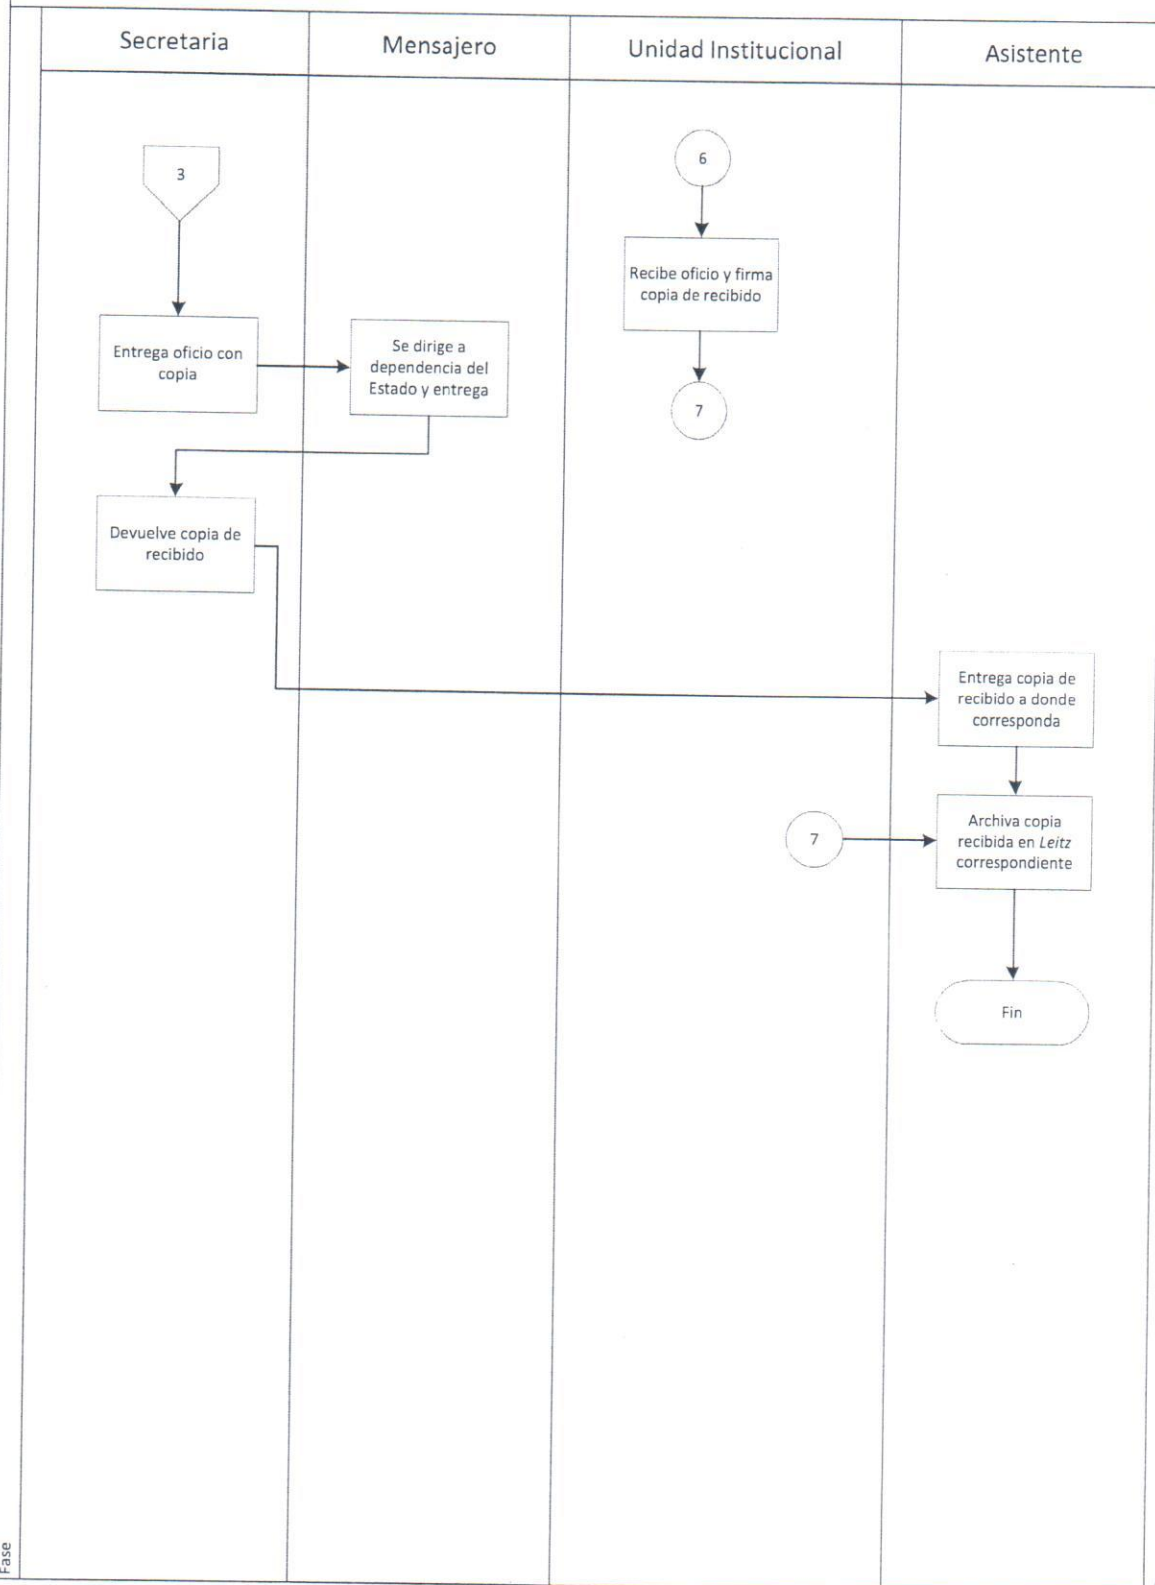 Secretaria
Mensajero
Unidad Institucional
Asistente
3
6
Recibe oficio y firma
copia de recibido
Entrega oficio con
copia
Se dirige a
dependencia del
Estado y entrega
7
Devuelve copia de
recibido
Entrega copia de
recibido a donde
corresponda
7
Archiva copia
recibida en Leitz
correspondiente
Fin
Fase